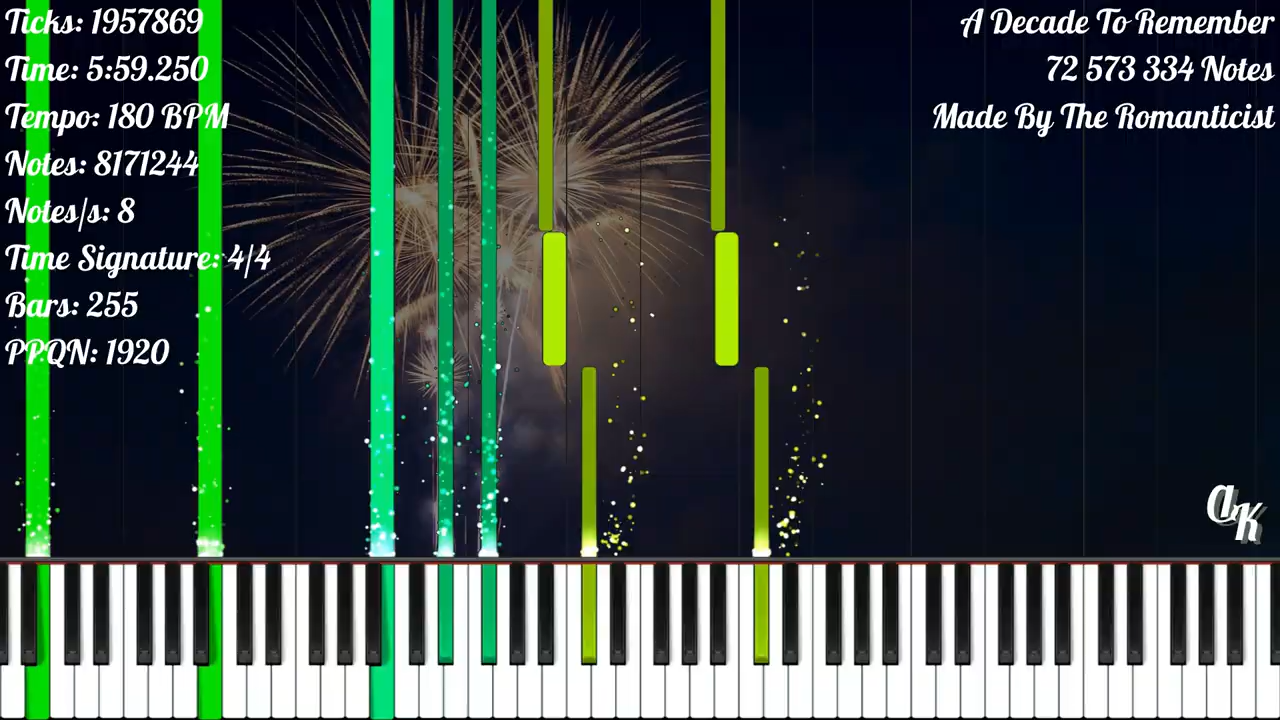 Ticks: 1957869
Time: 5:59.250
Tempo: 180 BPM
Notes: 8171244
Notes/s: 8
Time Signature: 4/4
Bars: 255
PPQN: 1920
A Decade To Remember
72 573 334 Notes
Made By The Romanticist
aK